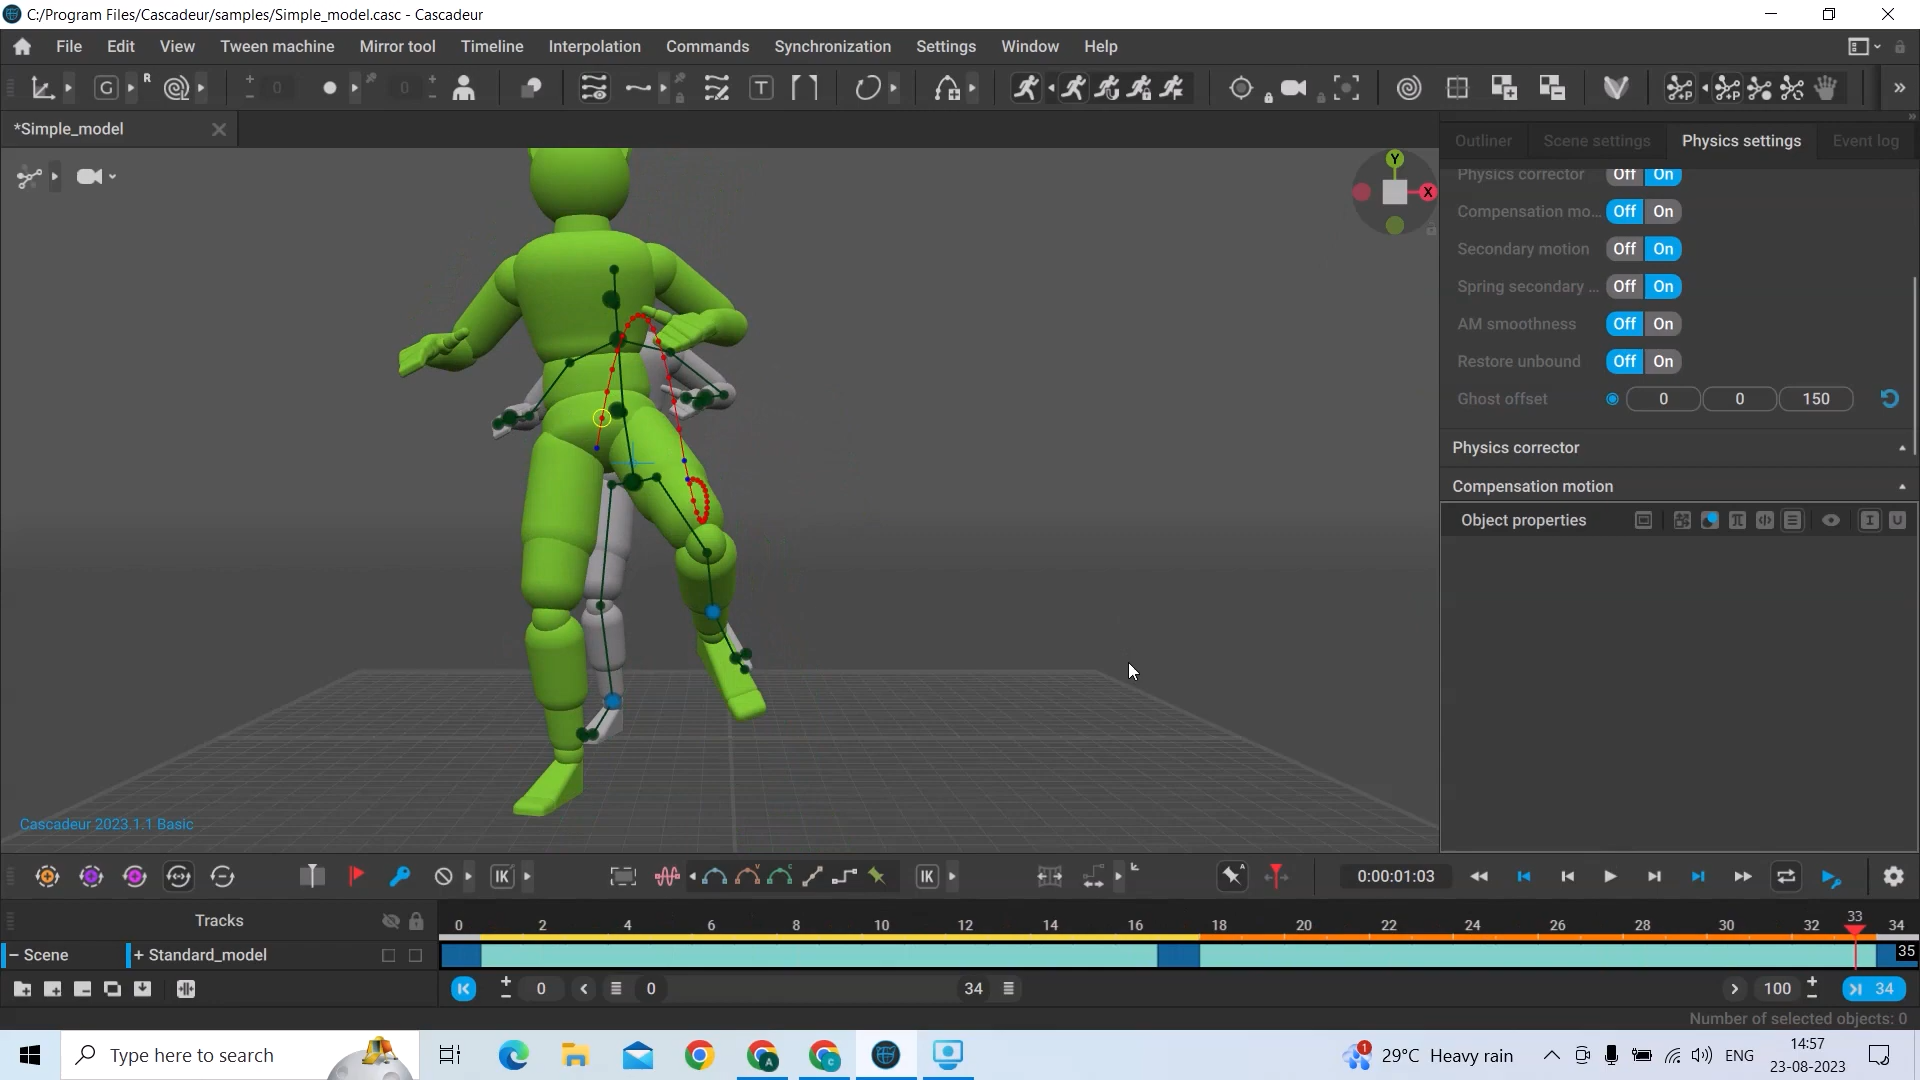 C:/Program Files/Cascadeur/samples/Simple_model.casc - Cascadeur
File Edit View Tween machine Mirror tool Timeline Interpolation Commands Synchronization Settings Window Help
G R 0 0 T P P
*Simple_model
Outliner Scene settings Physics settings Event log
Y
X
Physics corrector Off On
Compensation mo... Off On
Secondary motion Off On
Spring secondary ... Off On
AM smoothness Off On
Restore unbound Off On
Ghost offset 0 0 150
Physics corrector
Compensation motion
Object properties I U
Cascadeur 2023.1.1 Basic
IK V C IK A 0:00:01:03
Tracks 0 2 4 6 8 10 12 14 16 18 20 22 24 26 28 30 32 33 34
Scene + Standard_model 35
0 0 34 100 34
Number of selected objects: 0
Type here to search 1 29°C Heavy rain ENG 14:57
23-08-2023